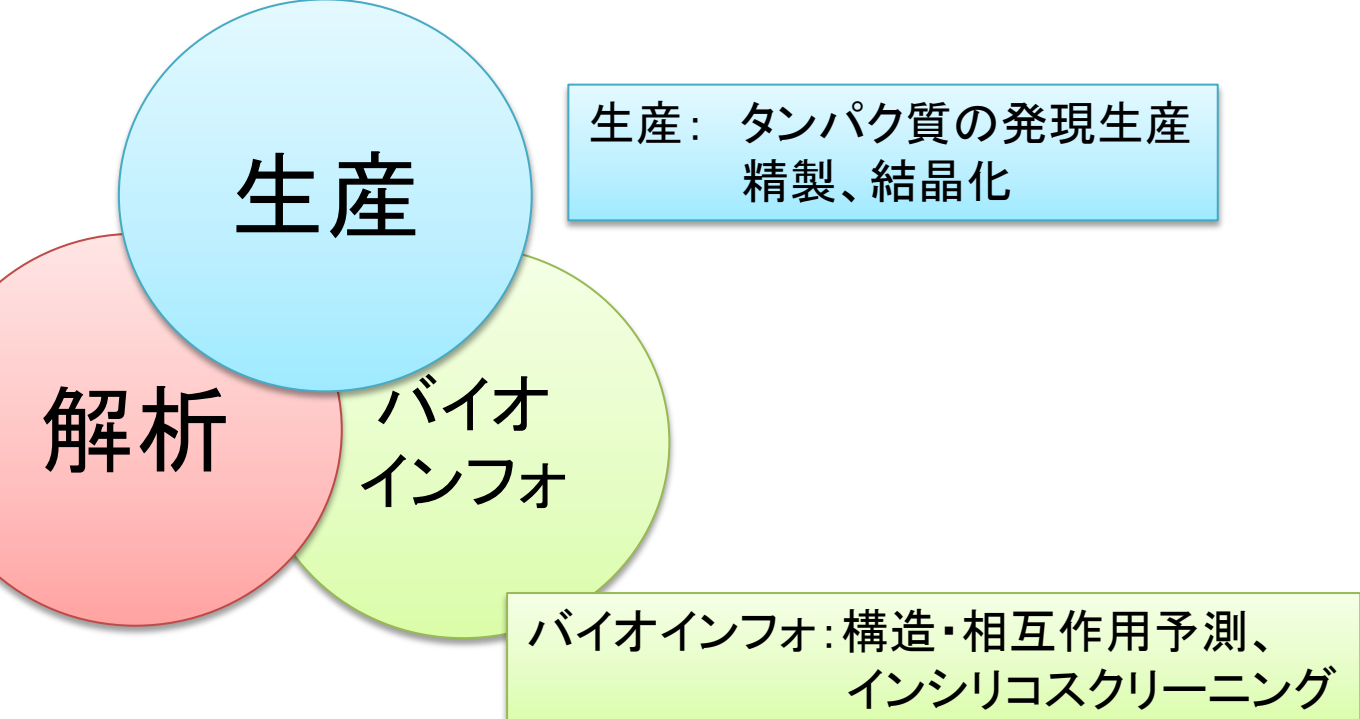 生産
生産： タンパク質の発現生産
精製、結晶化
解析
バイオ
インフォ
バイオインフォ：構造・相互作用予測、
インシリコスクリーニング